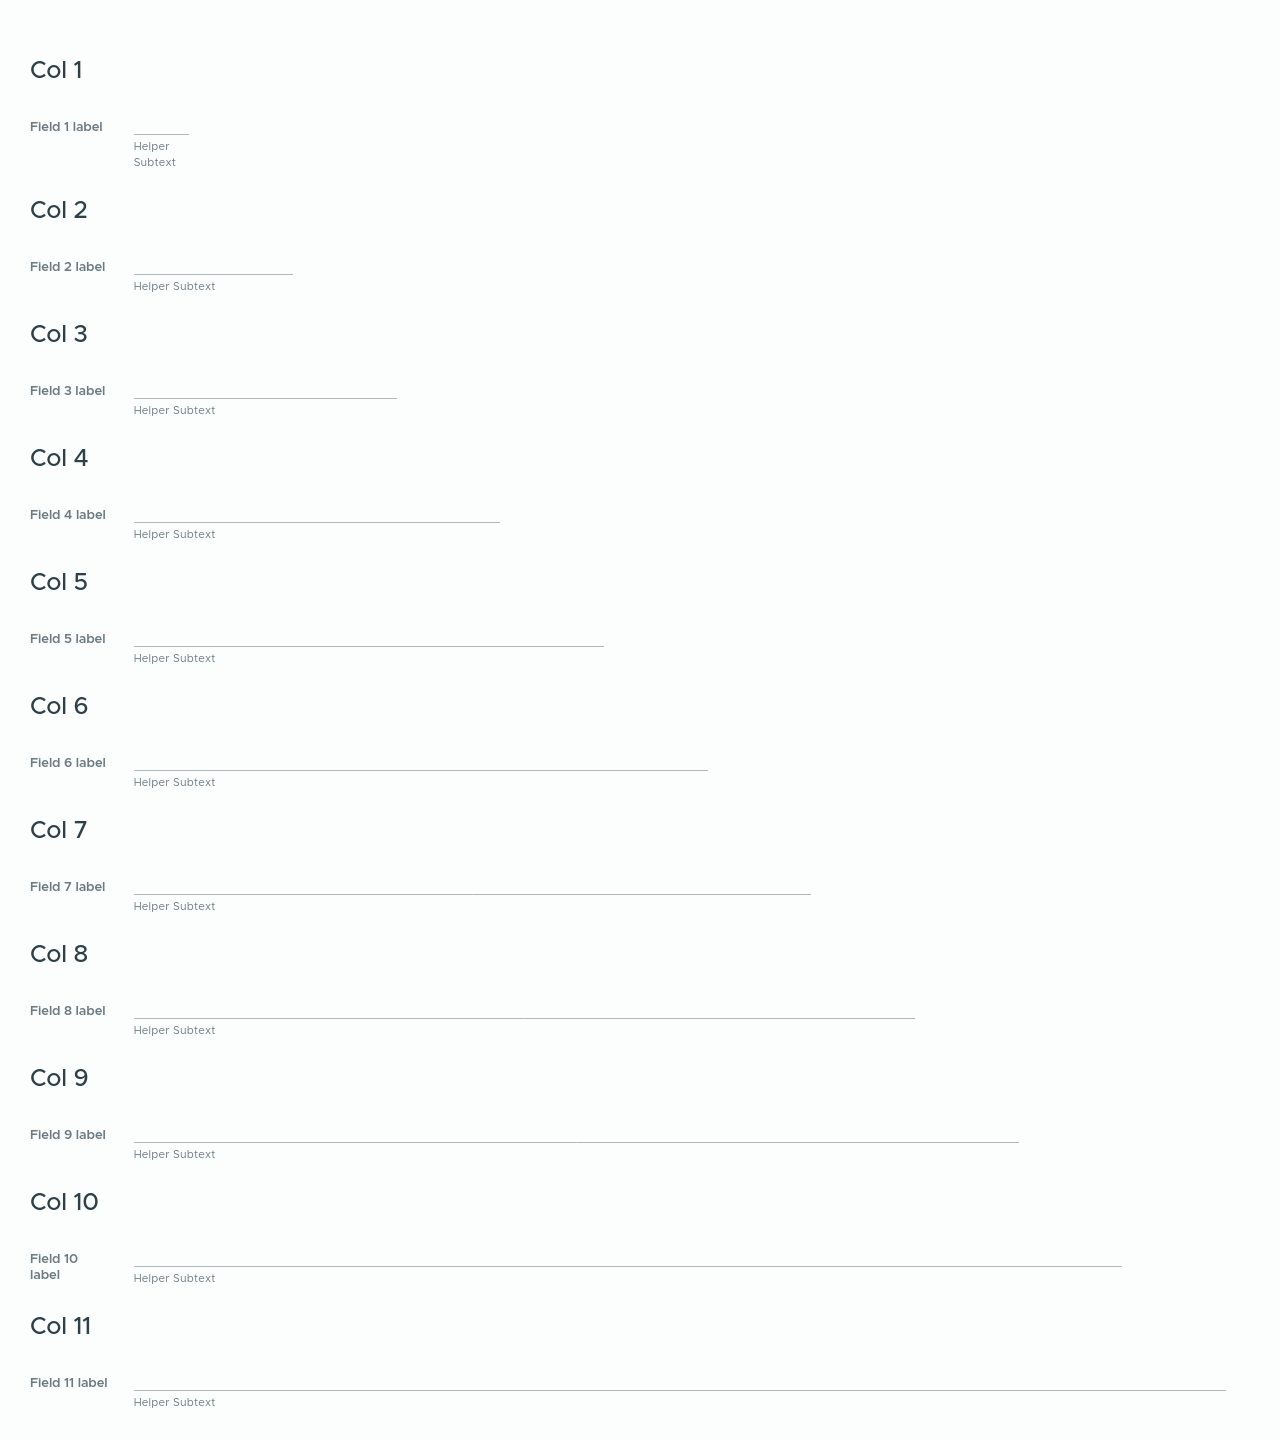 Col 1
Field 1 label
Helper
Subtext
Col 2
Field 2 label
Helper Subtext
Col 3
Field 3 label
Helper Subtext
Col 4
Field 4 label
Helper Subtext
Col 5
Field 5 label
Helper Subtext
Col 6
Field 6 label
Helper Subtext
Col 7
Field 7 label
Helper Subtext
Col 8
Field 8 label
Helper Subtext
Col 9
Field 9 label
Helper Subtext
Col 10
Field 10
label
Helper Subtext
Col 11
Field 11 label
Helper Subtext